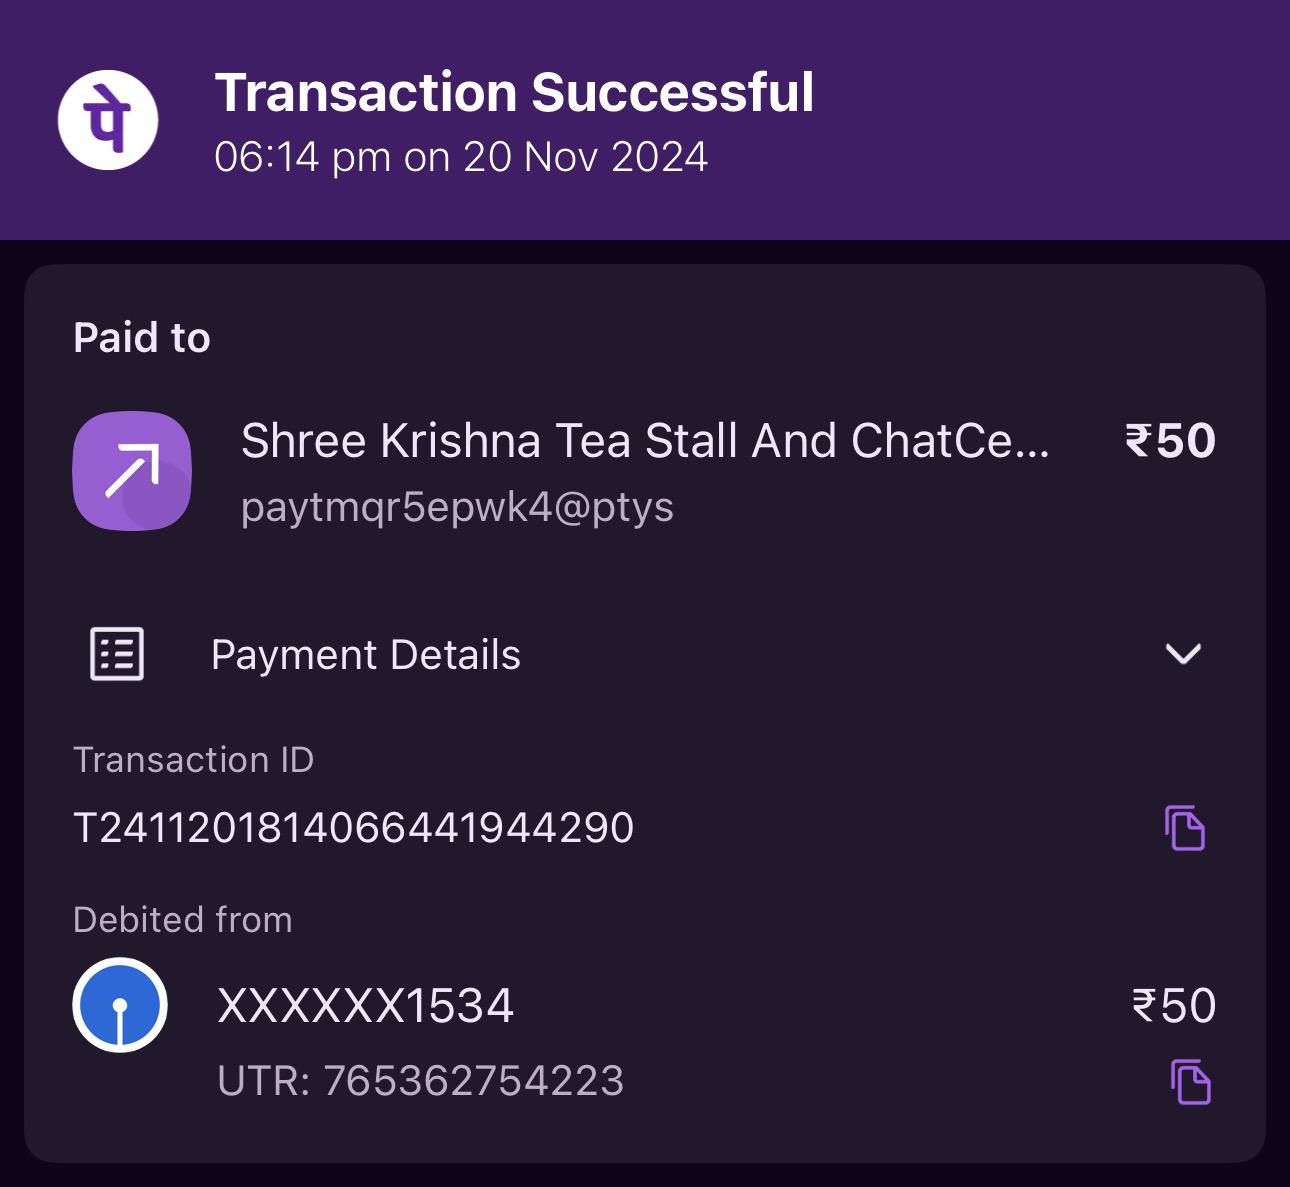 पे
Transaction Successful
06:14 pm on 20 Nov 2024
Paid to
Shree Krishna Tea Stall And ChatCe...
₹50
paytmqr5epwk4@ptys
Payment Details
Transaction ID
T2411201814066441944290
Debited from
XXXXXX1534
₹50
UTR: 765362754223